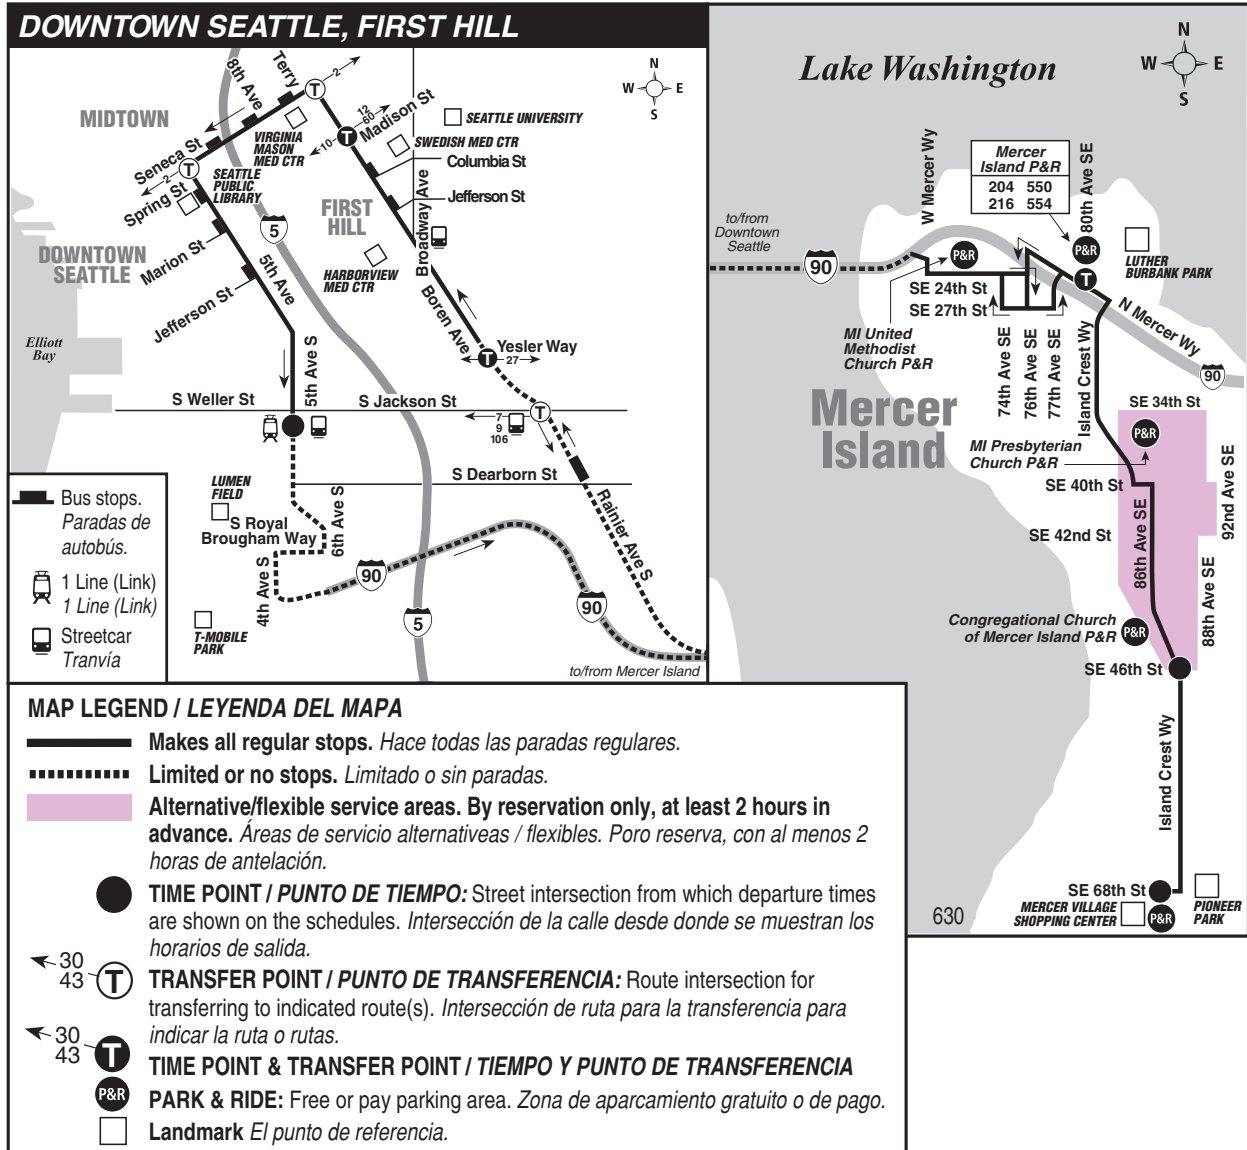 DOWNTOWN SEATTLE, FIRST HILL
N
W
E
S
MIDTOWN
8th Ave
Terry
2
12
60
10
Madison St
SEATTLE UNIVERSITY
SWEDISH MED CTR
Columbia St
Jefferson St
VIRGINIA
MASON
MED CTR
Seneca St
T
T
T
2
SEATTLE
PUBLIC
LIBRARY
Spring St
FIRST
HILL
Broadway Ave
5
DOWNTOWN
SEATTLE
Marion St
5th Ave
HARBORVIEW
MED CTR
Jefferson St
Boren Ave
Elliott
Bay
5th Ave S
T
Yesler Way
27
S Weller St
S Jackson St
7
9
106
T
S Dearborn St
LUMEN
FIELD
S Royal
Brougham Way
6th Ave S
Rainier Ave S
4th Ave S
90
90
5
T-MOBILE
PARK
to/from Mercer Island
Bus stops.
Paradas de
autobús.
1 Line (Link)
1 Line (Link)
Streetcar
Tranvía
Lake Washington
N
W
E
S
W Mercer Wy
Mercer
Island P&R
204 550
216 554
80th Ave SE
to/from
Downtown
Seattle
90
P&R
P&R
T
LUTHER
BURBANK PARK
SE 24th St
SE 27th St
N Mercer Wy
MI United
Methodist
Church P&R
74th Ave SE
76th Ave SE
77th Ave SE
Island Crest Wy
90
Mercer
Island
SE 34th St
P&R
MI Presbyterian
Church P&R
SE 40th St
92nd Ave SE
SE 42nd St
86th Ave SE
88th Ave SE
Congregational Church
of Mercer Island P&R
P&R
SE 46th St
Island Crest Wy
SE 68th St
MERCER VILLAGE
SHOPPING CENTER
P&R
PIONEER
PARK
630
MAP LEGEND / LEYENDA DEL MAPA
Makes all regular stops. Hace todas las paradas regulares.
Limited or no stops. Limitado o sin paradas.
Alternative/flexible service areas. By reservation only, at least 2 hours in
advance. Áreas de servicio alternativeas / flexibles. Poro reserva, con al menos 2
horas de antelación.
TIME POINT / PUNTO DE TIEMPO: Street intersection from which departure times
are shown on the schedules. Intersección de la calle desde donde se muestran los
horarios de salida.
30
43
T
TRANSFER POINT / PUNTO DE TRANSFERENCIA: Route intersection for
transferring to indicated route(s). Intersección de ruta para la transferencia para
indicar la ruta o rutas.
30
43
T
TIME POINT & TRANSFER POINT / TIEMPO Y PUNTO DE TRANSFERENCIA
P&R
PARK & RIDE: Free or pay parking area. Zona de aparcamiento gratuito o de pago.
Landmark El punto de referencia.